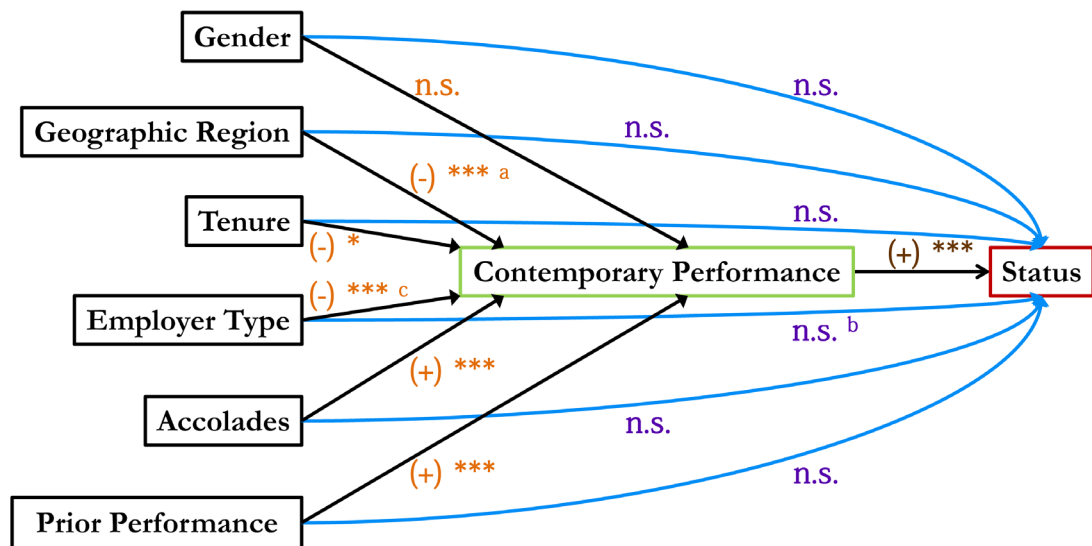 Gender
n.s.
n.s.
Geographic Region
n.s.
(-) *** a
Tenure
n.s.
(-) *
Contemporary Performance
(+) ***
Status
(-) *** c
Employer Type
n.s. b
(+) ***
Accolades
n.s.
(+) ***
n.s.
Prior Performance